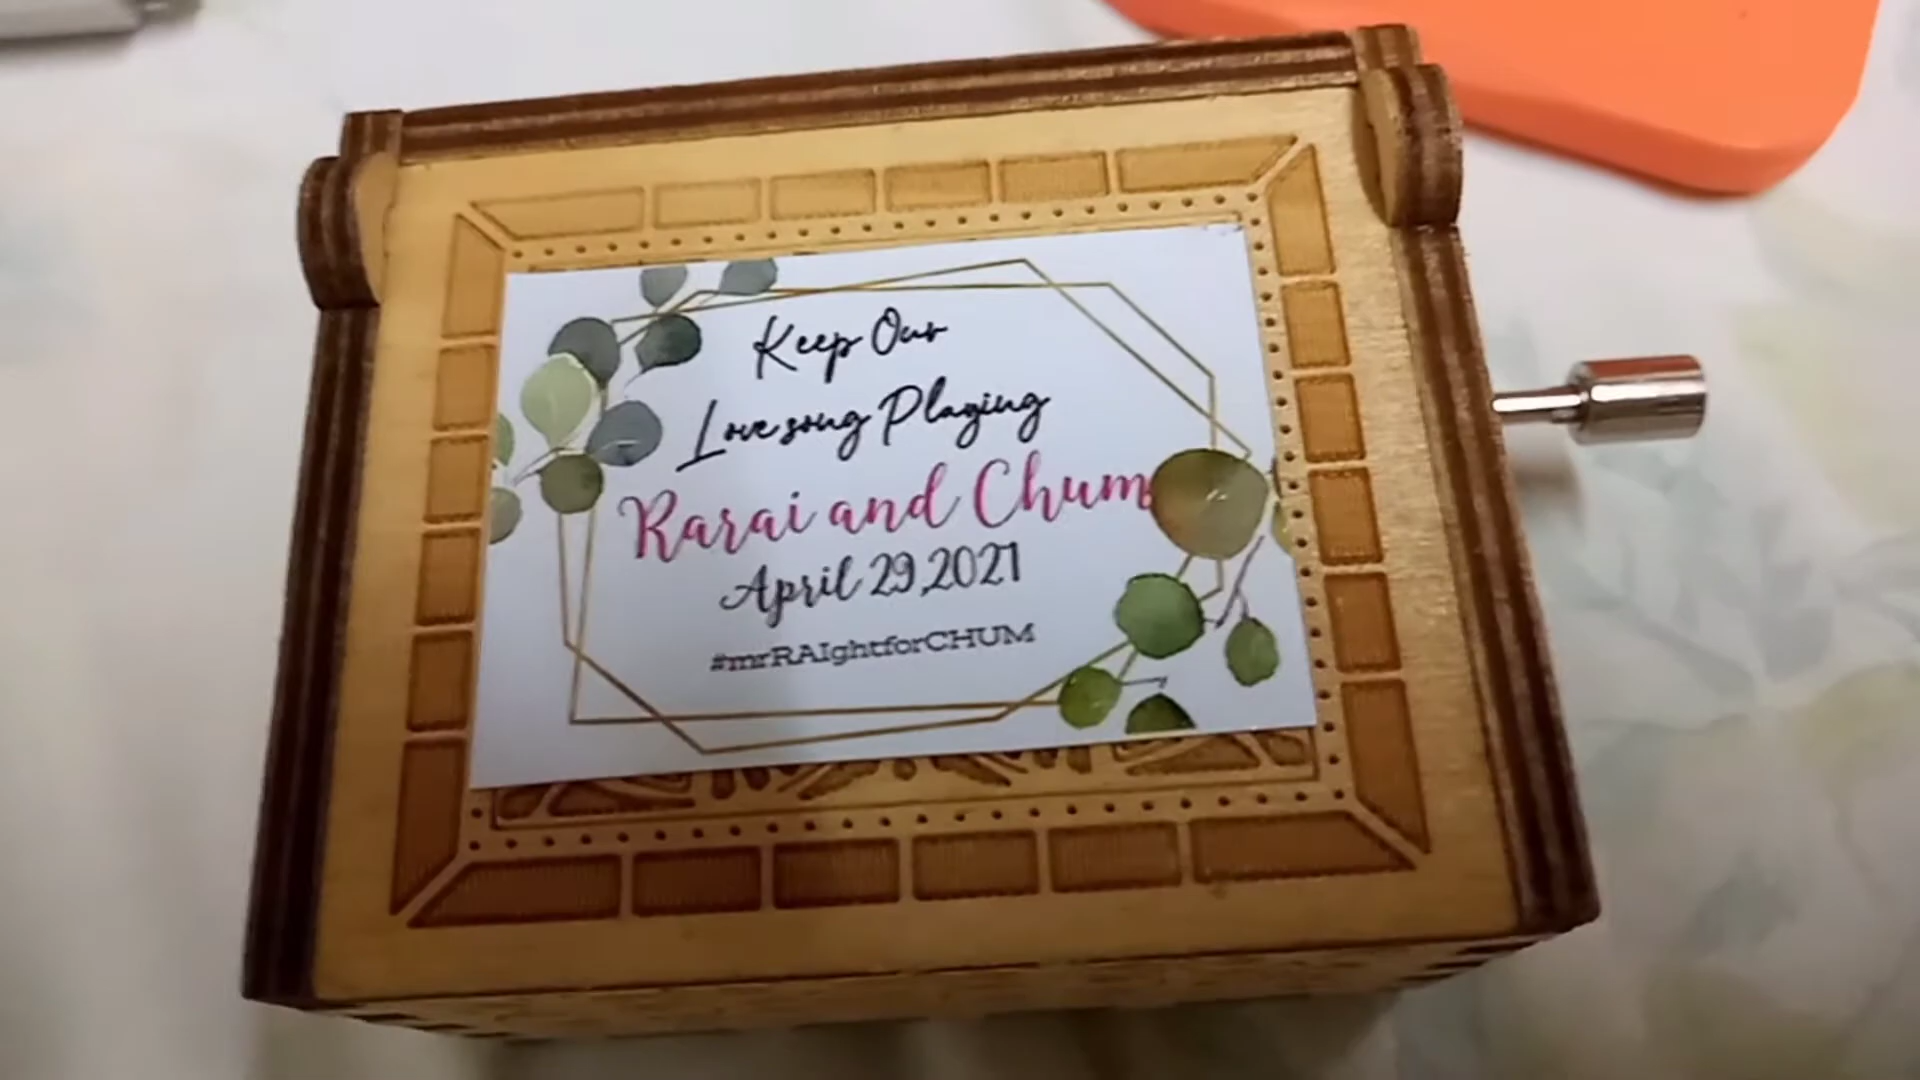 Keep Our
Love song Playing
Rarai and Chum
April 29,2021
#mrRAIghtforCHUM